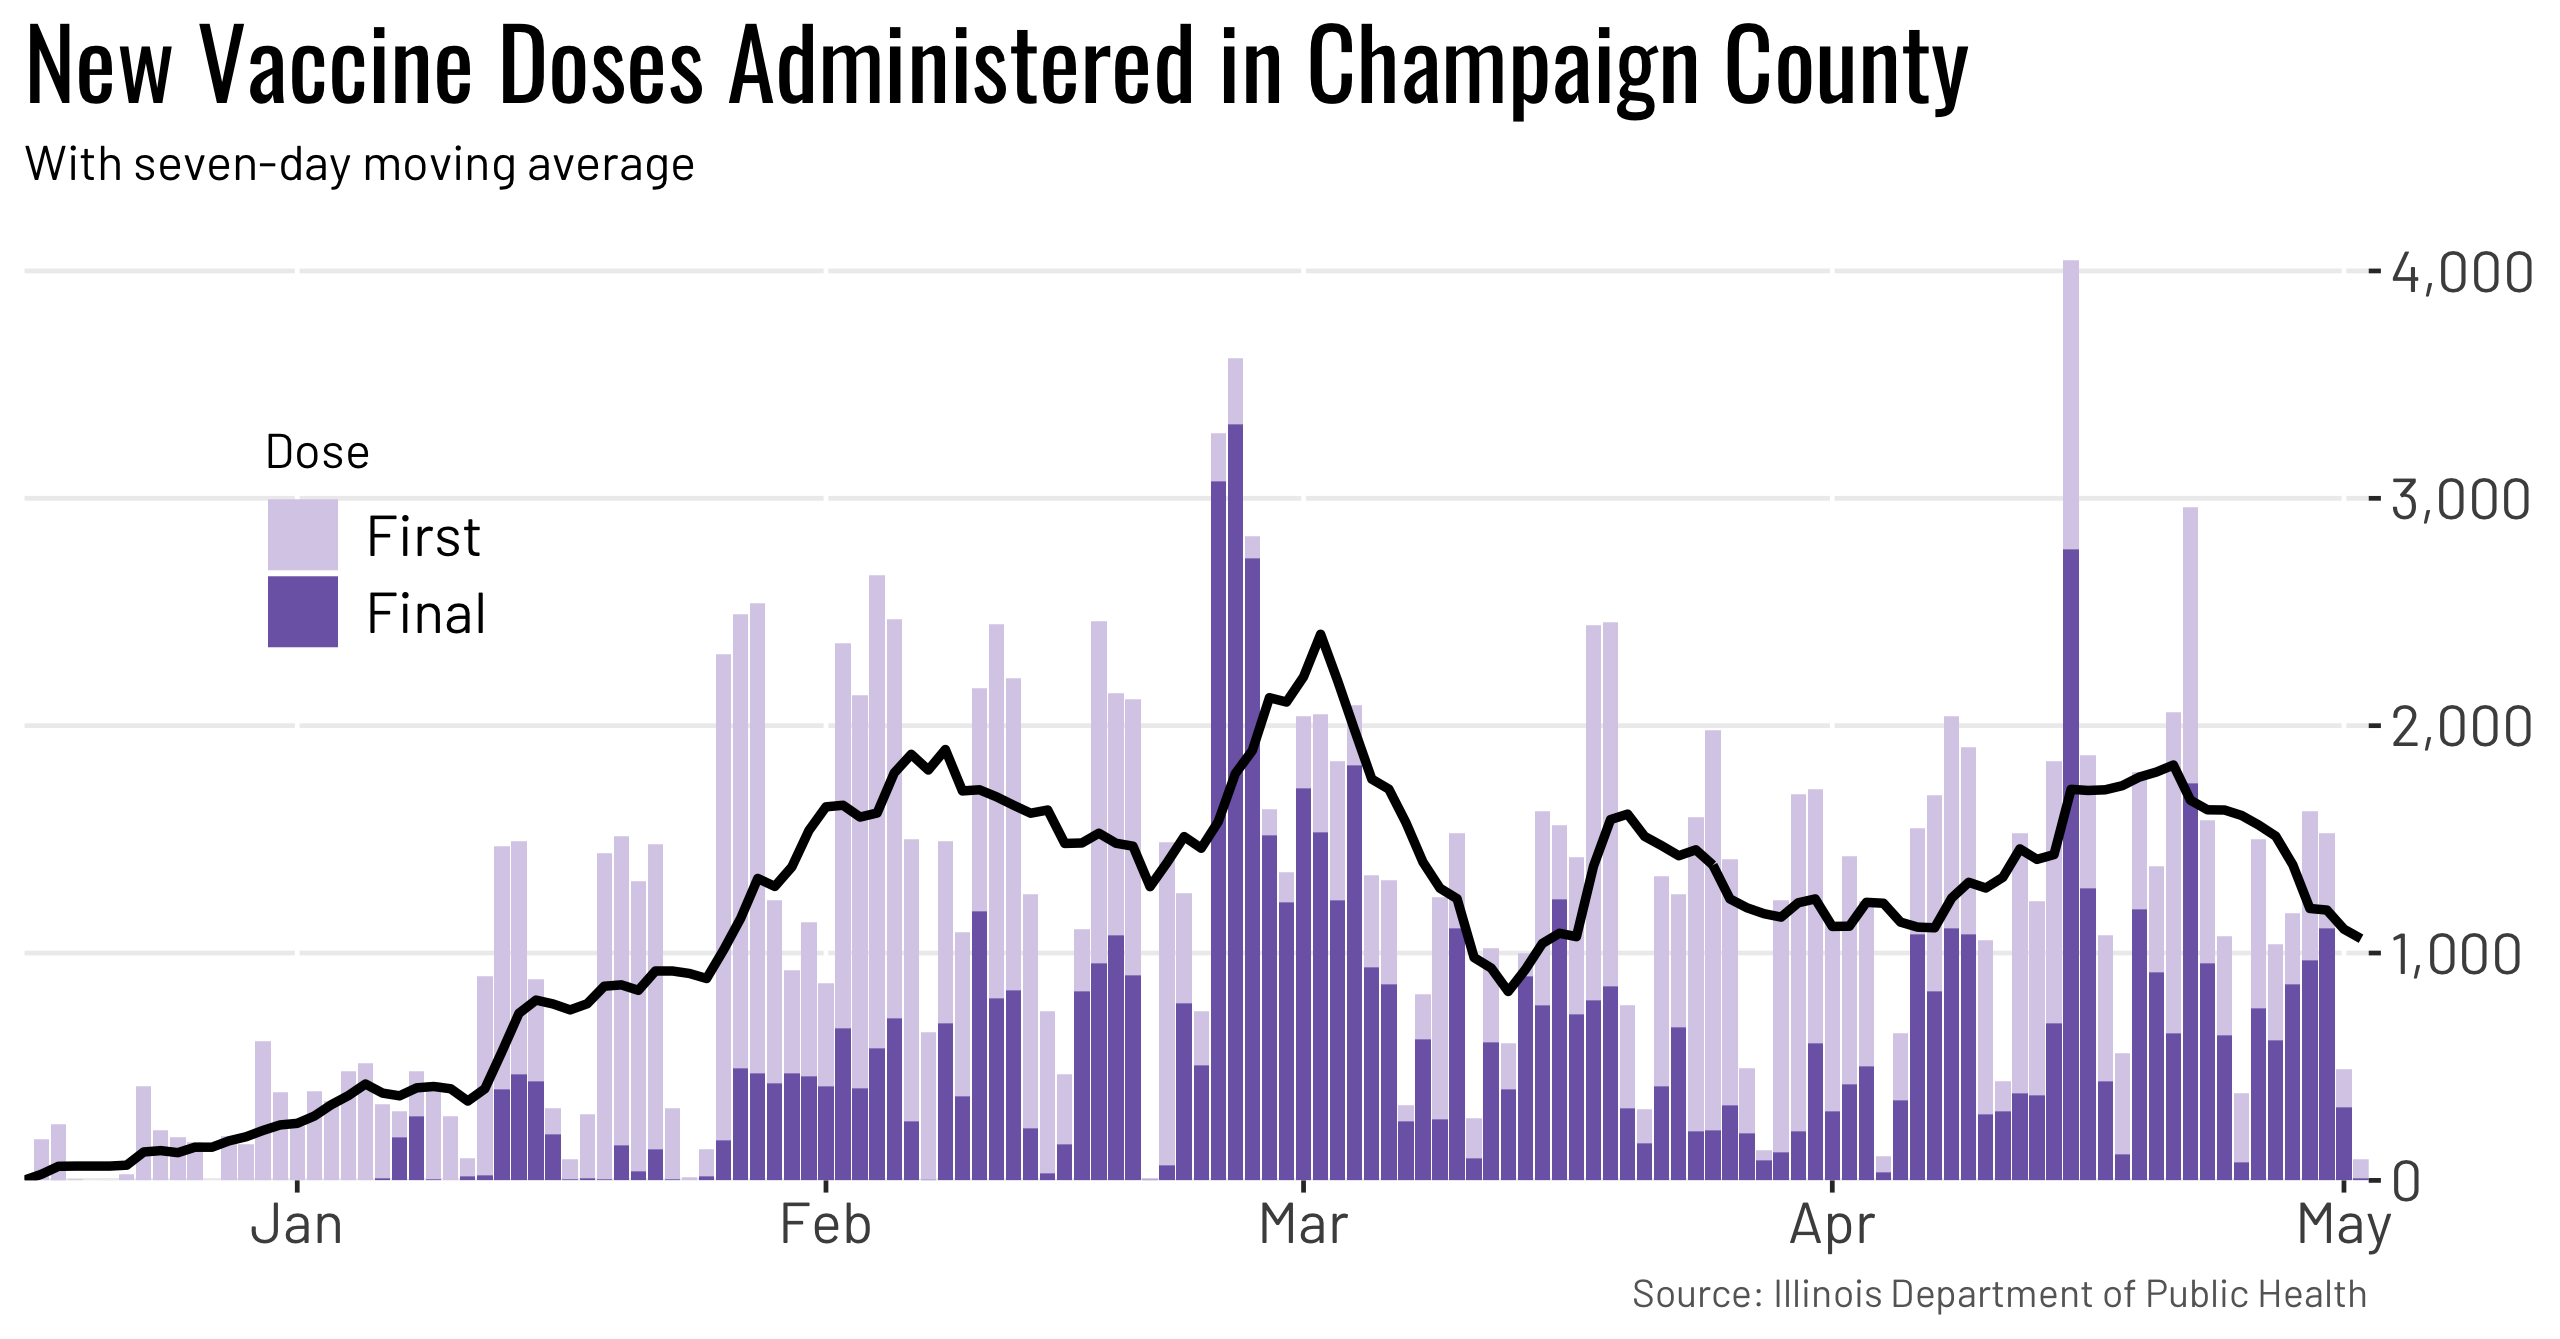 New Vaccine Doses Administered in Champaign County
With seven-day moving average
4,000
Dose
3,000
First
Final
2,000
1,000
0
Jan Feb Mar Apr May
Source: Illinois Department of Public Health